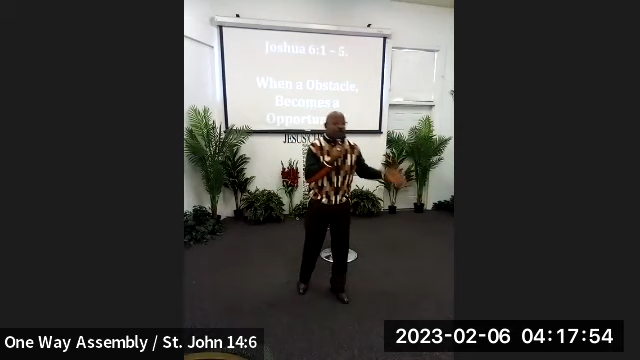 Joshua 6:1 – 5.
When a Obstacle,
Becomes a
JESUS
One Way Assembly / St. John 14:6
2023-02-06 04:17:54